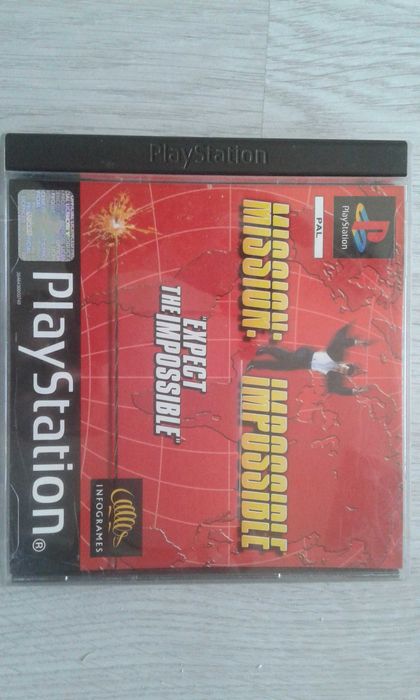 PlayStation
PlayStation
PAL
MISSION: IMPOSSIBLE
"EXPECT
THE IMPOSSIBLE"
INFOGRAMES
PlayStation®